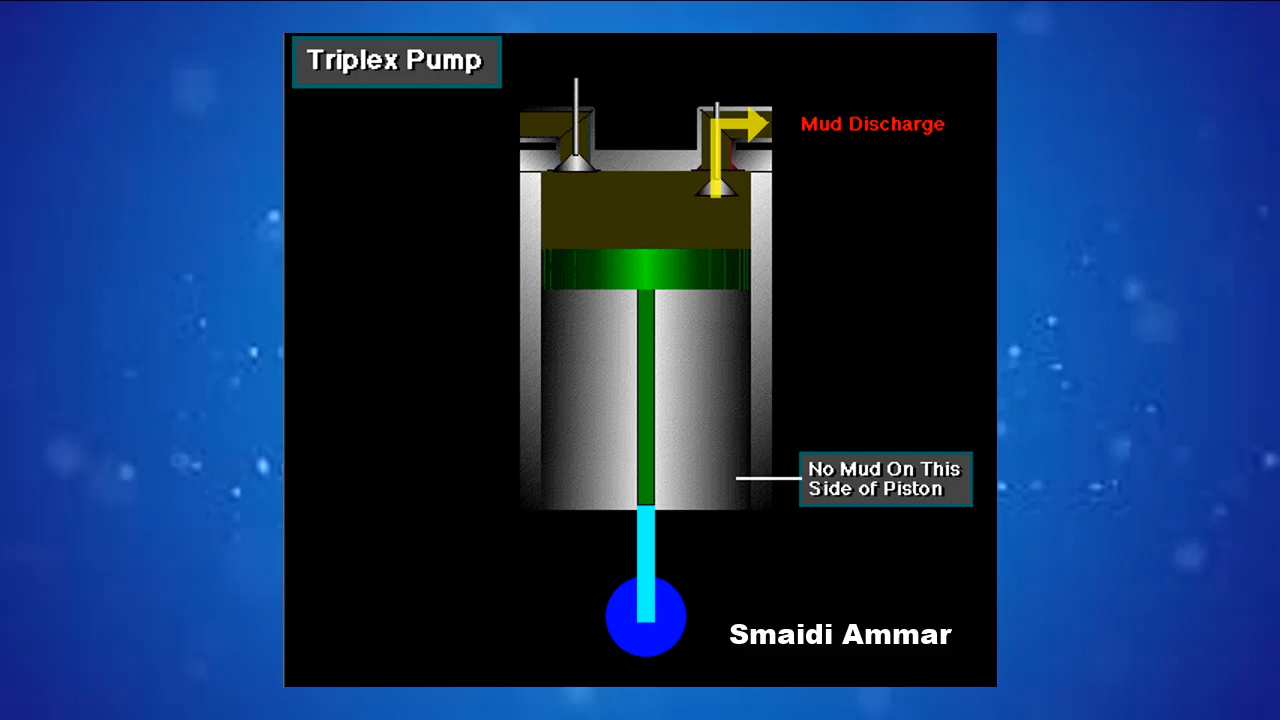 Triplex Pump
Mud Discharge
No Mud On This
Side of Piston
Smaidi Ammar